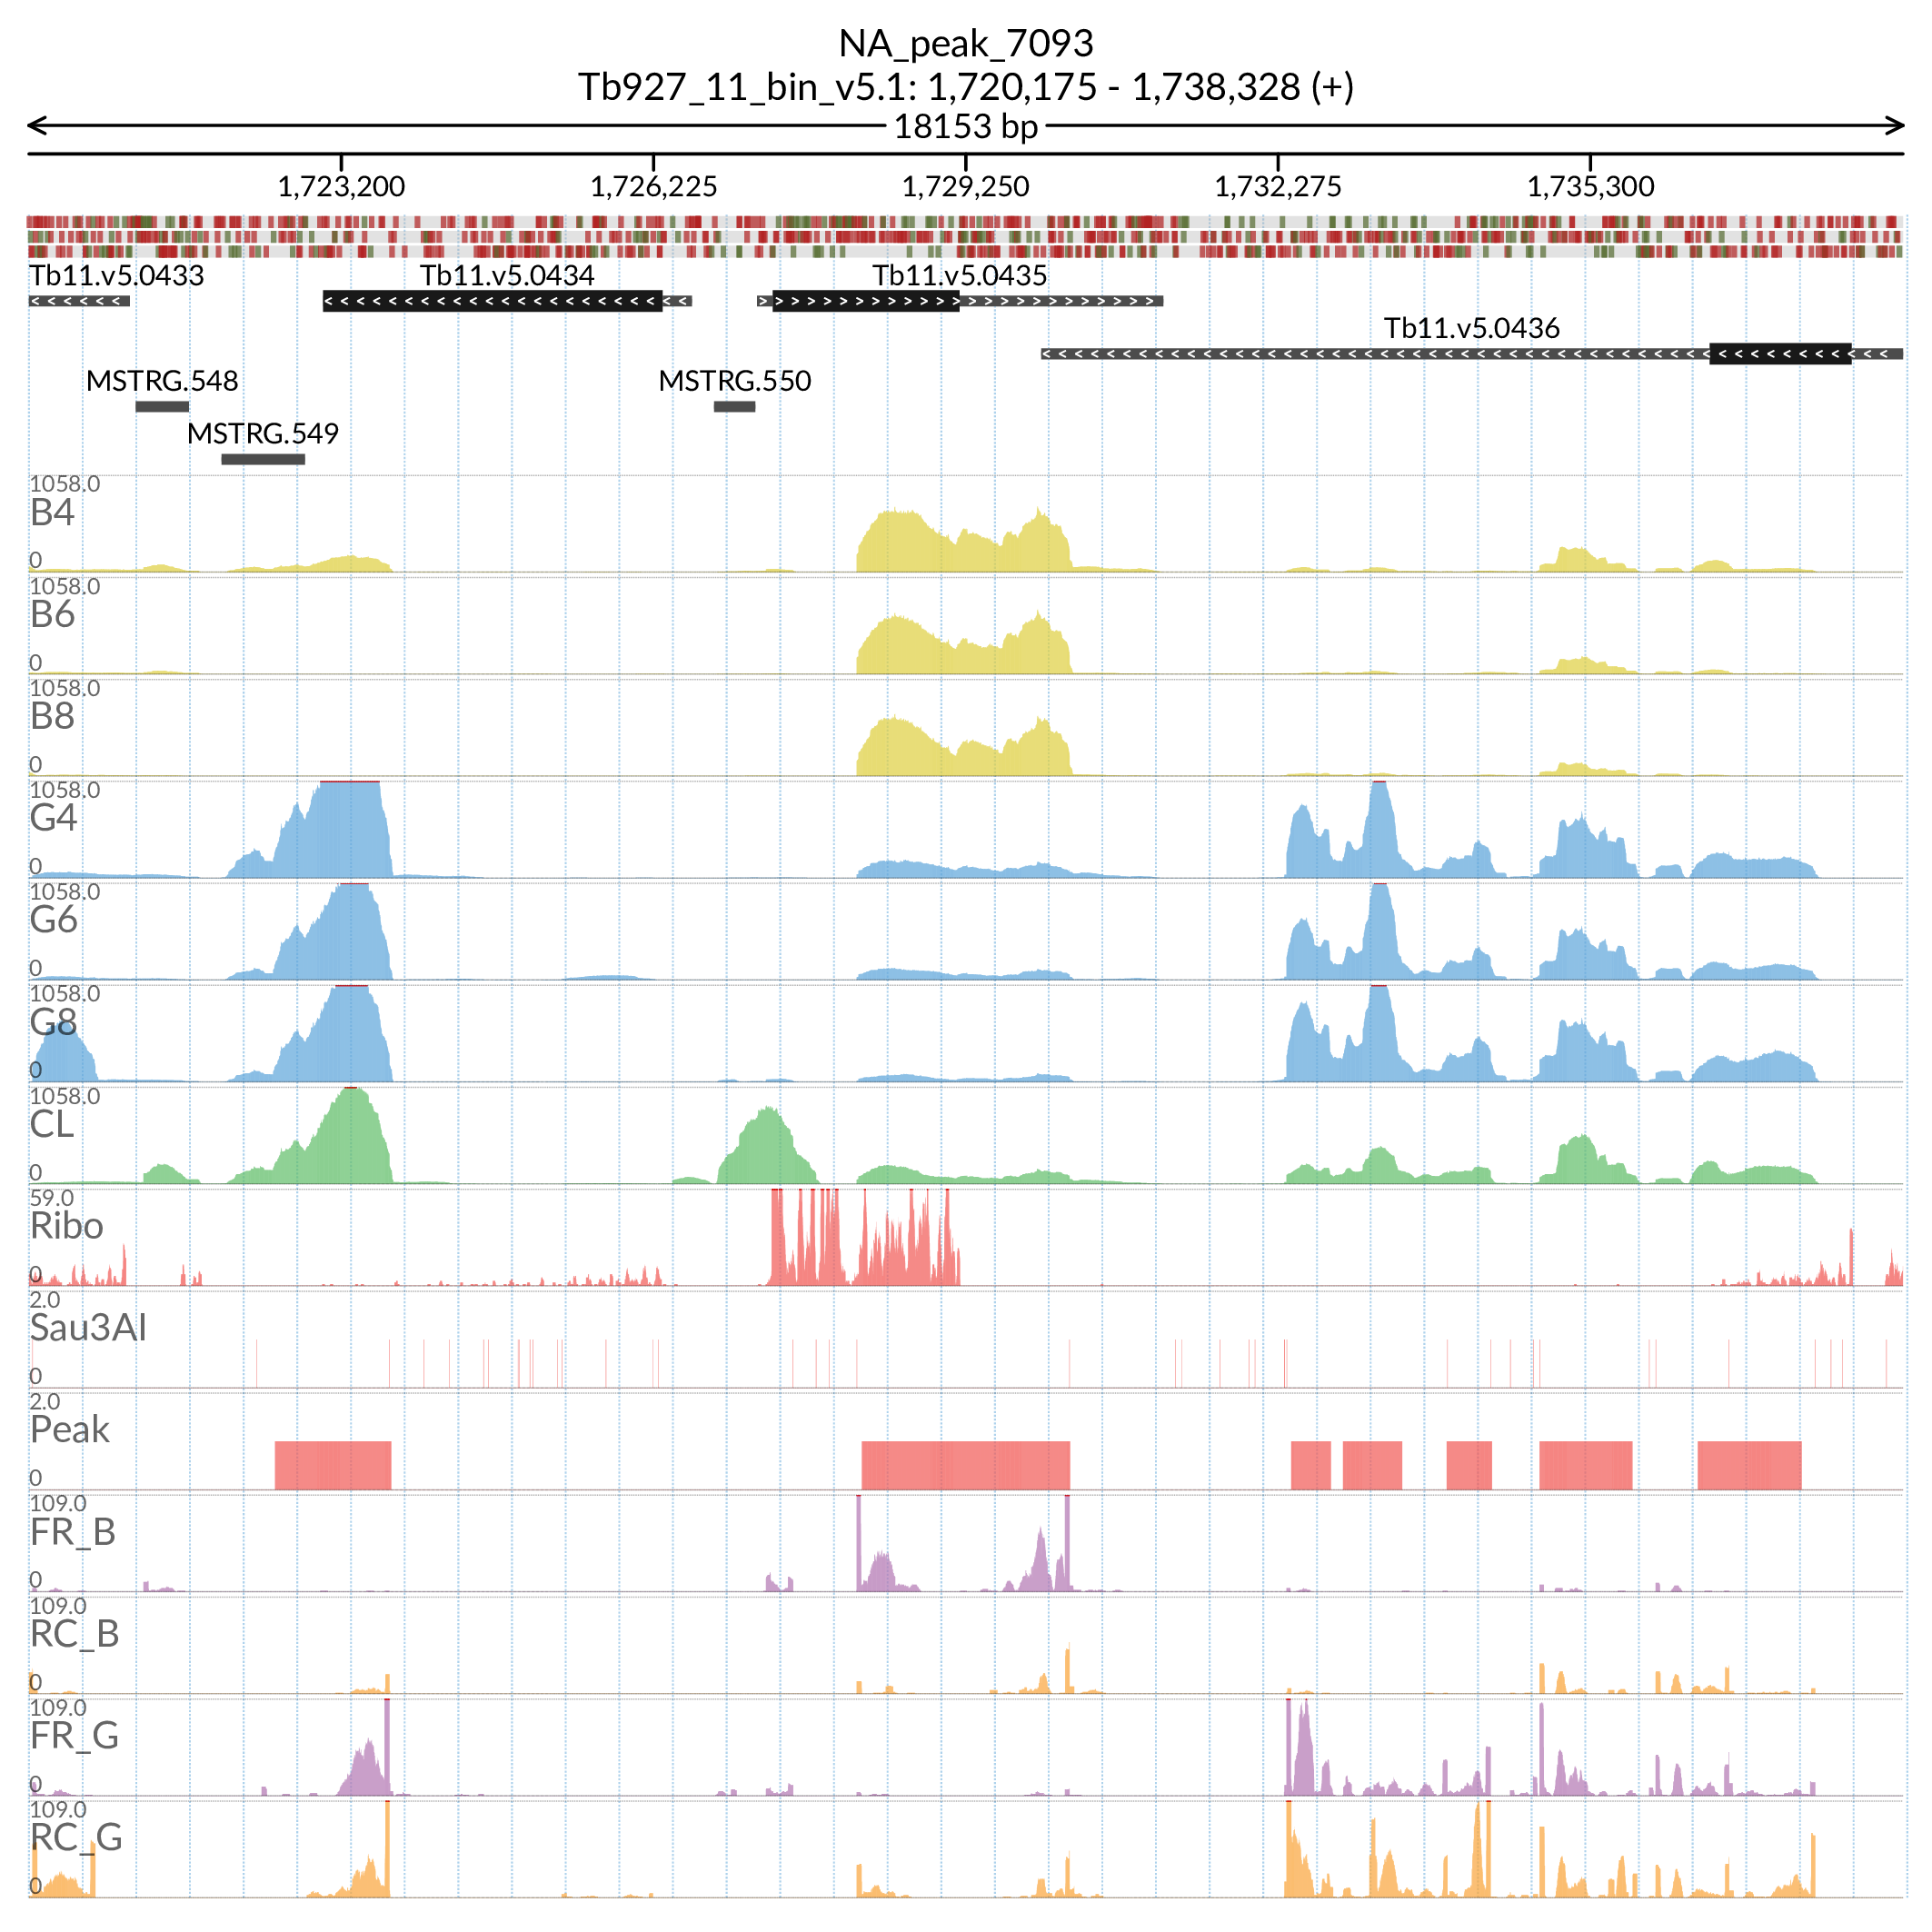 NA_peak_7093
Tb927_11_bin_v5.1: 1,720,175 - 1,738,328 (+)
18153 bp
1,723,200 1,726,225 1,729,250 1,732,275 1,735,300
Tb11.v5.0433 Tb11.v5.0434 Tb11.v5.0435
Tb11.v5.0436
MSTRG.548 MSTRG.550
MSTRG.549
1058.0
B4
0
1058.0
B6
0
1058.0
B8
0
1058.0
G4
0
1058.0
G6
0
1058.0
G8
0
1058.0
CL
0
59.0
Ribo
0
2.0
Sau3AI
0
2.0
Peak
0
109.0
FR_B
0
109.0
RC_B
0
109.0
FR_G
0
109.0
RC_G
0